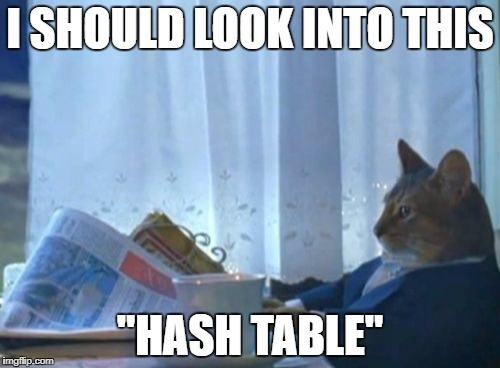 I SHOULD LOOK INTO THIS
"HASH TABLE"
imgflip.com